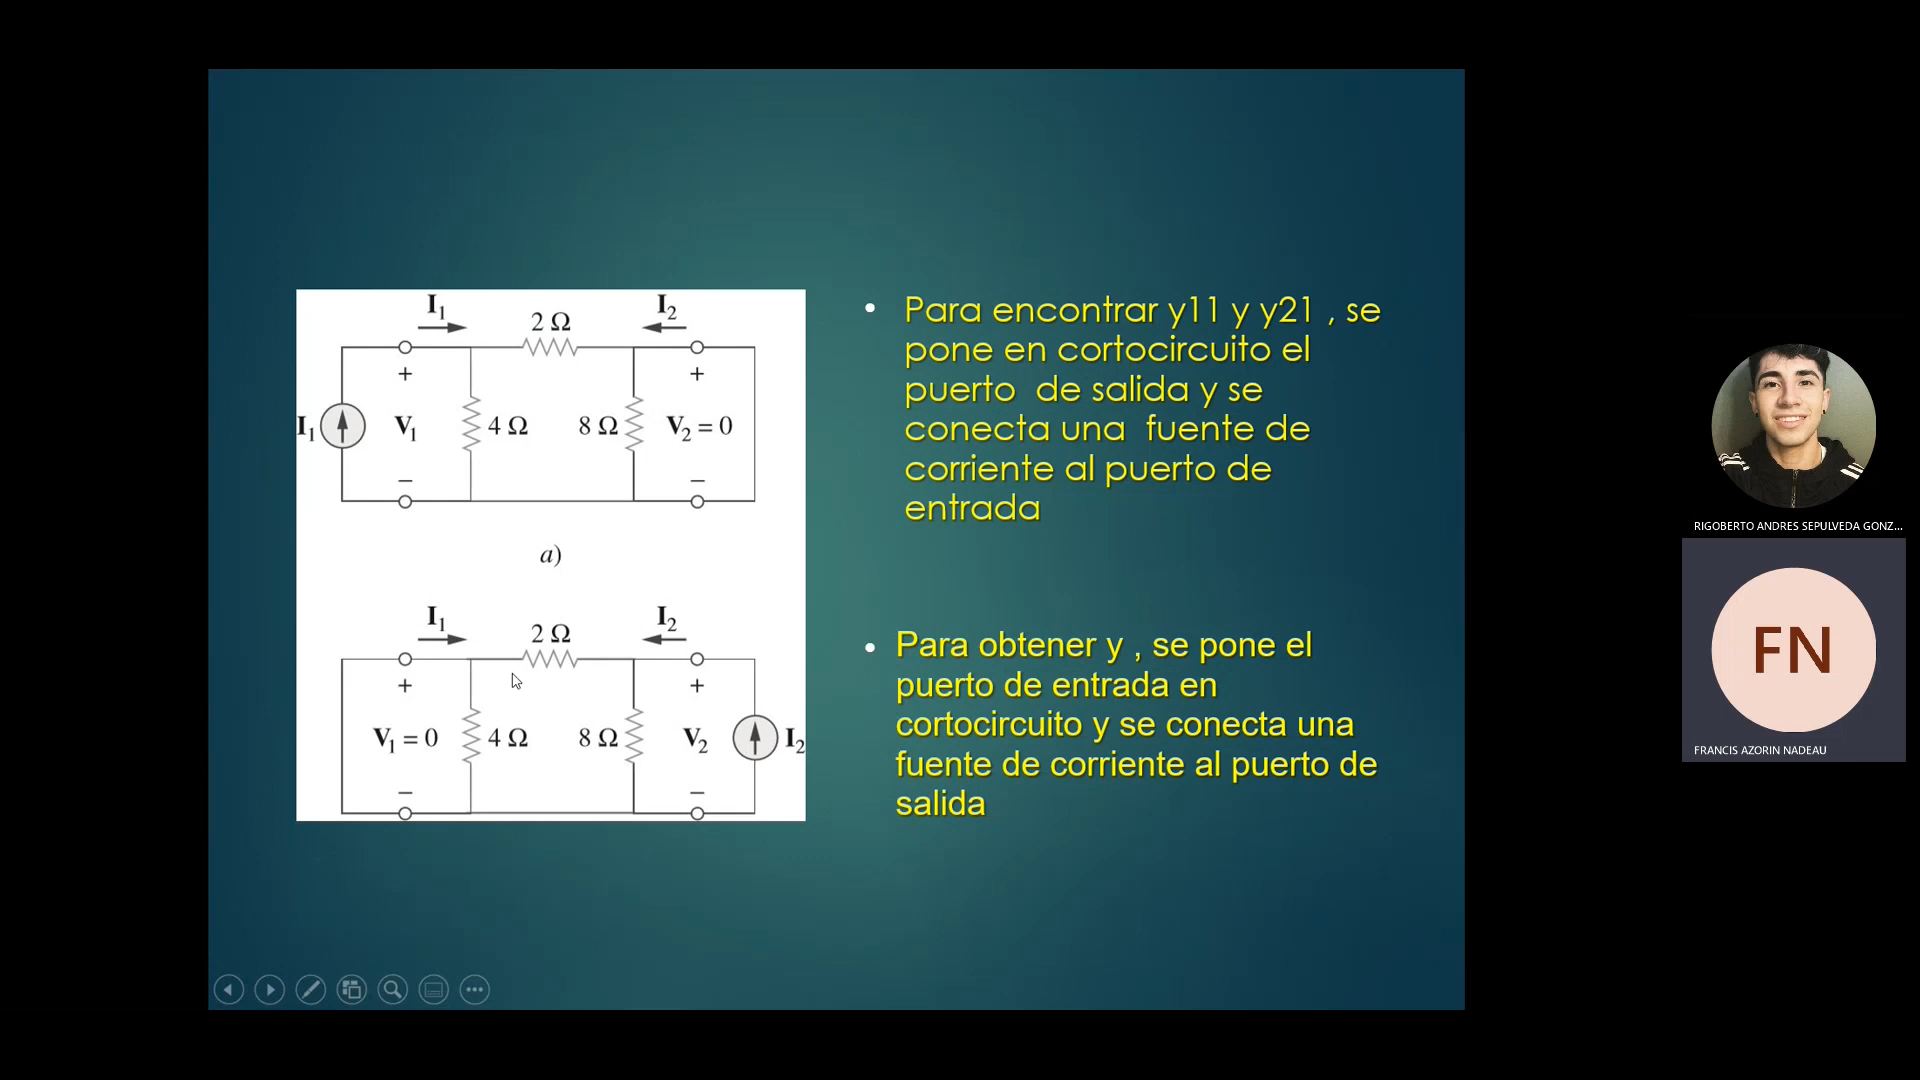 I1
2 Ω
I2
+
+
I1
V1
4 Ω
8 Ω
V2 = 0
–
–
a)
I1
2 Ω
I2
+
+
V1 = 0
4 Ω
8 Ω
V2
I2
–
–
• Para encontrar y11 y y21 , se
pone en cortocircuito el
puerto de salida y se
conecta una fuente de
corriente al puerto de
entrada
• Para obtener y , se pone el
puerto de entrada en
cortocircuito y se conecta una
fuente de corriente al puerto de
salida
RIGOBERTO ANDRES SEPULVEDA GONZ...
FN
FRANCIS AZORIN NADEAU